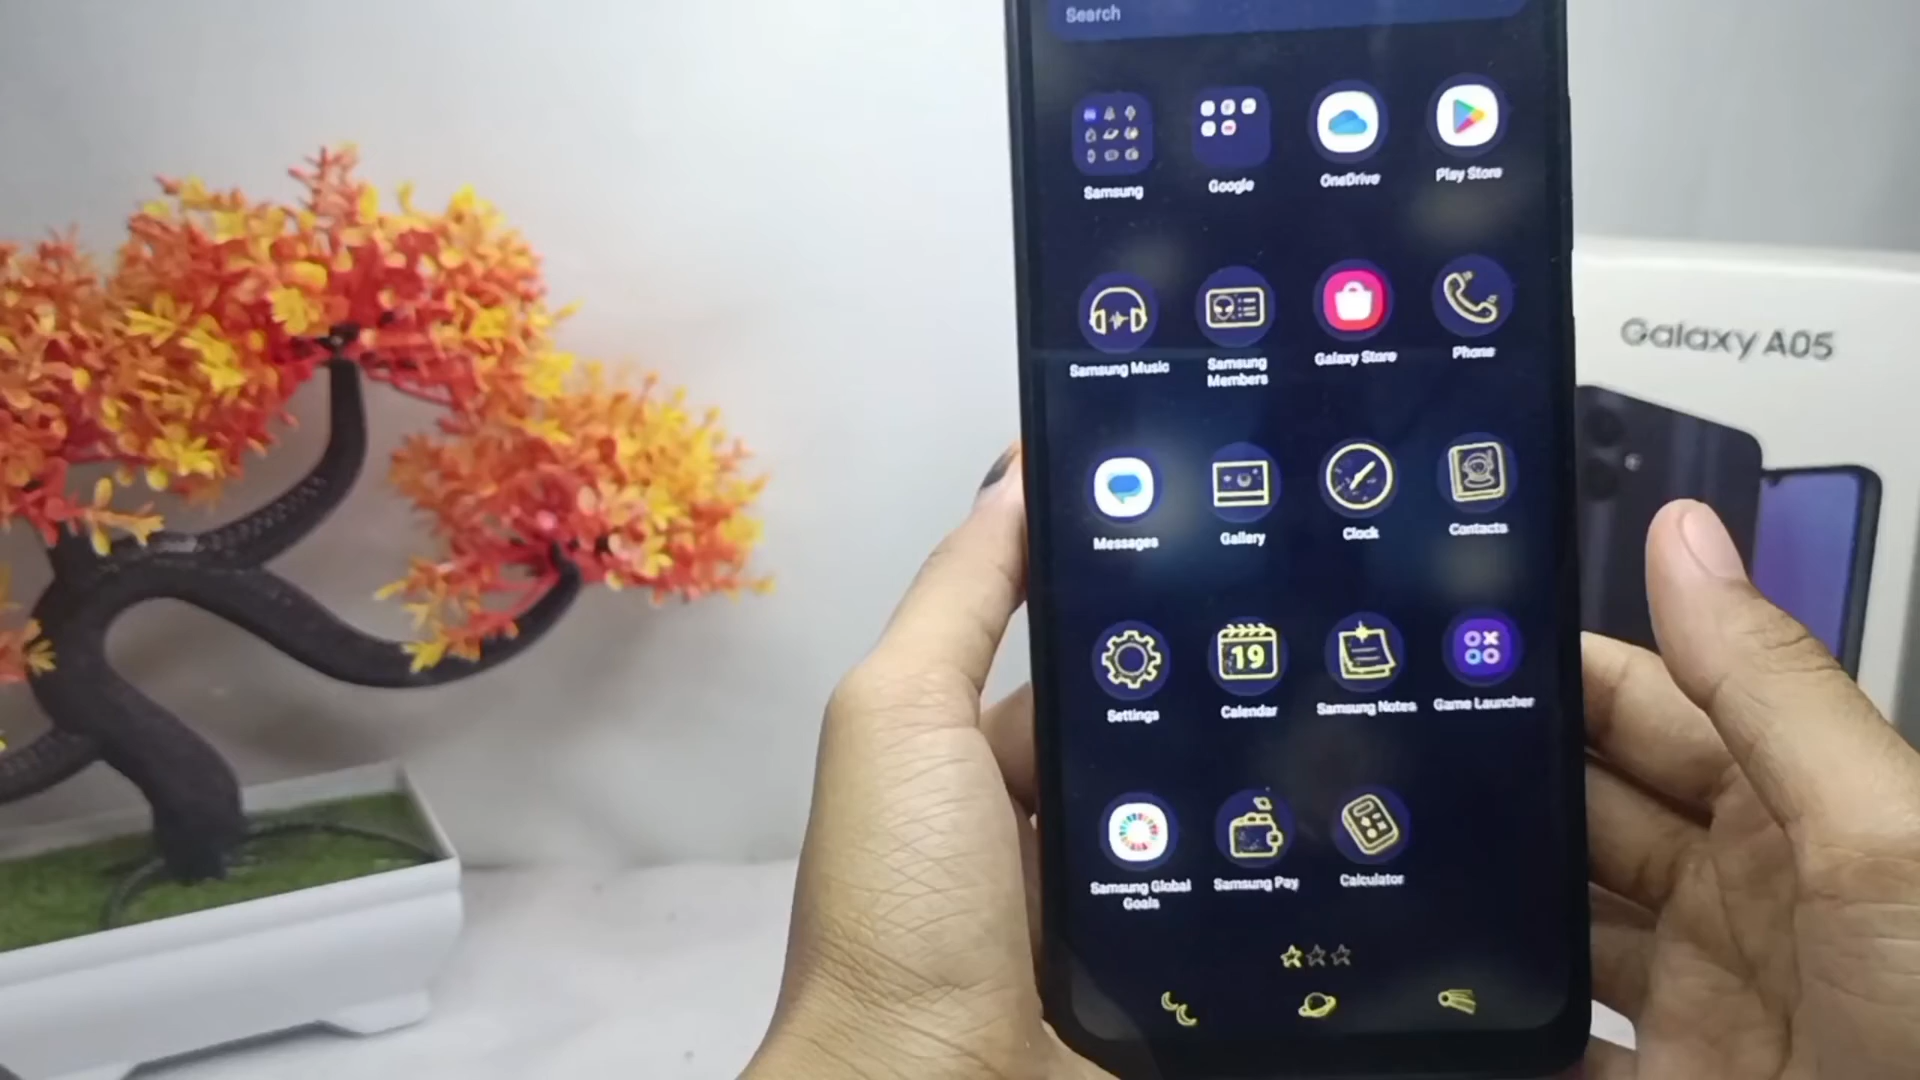 Search
Samsung
Google
OneDrive
Play Store
Samsung Music
Samsung
Members
Galaxy Store
Phone
Messages
Gallery
Clock
Contacts
19
Settings
Calendar
Samsung Notes
Game Launcher
Samsung Global
Goals
Samsung Pay
Calculator
Galaxy A05